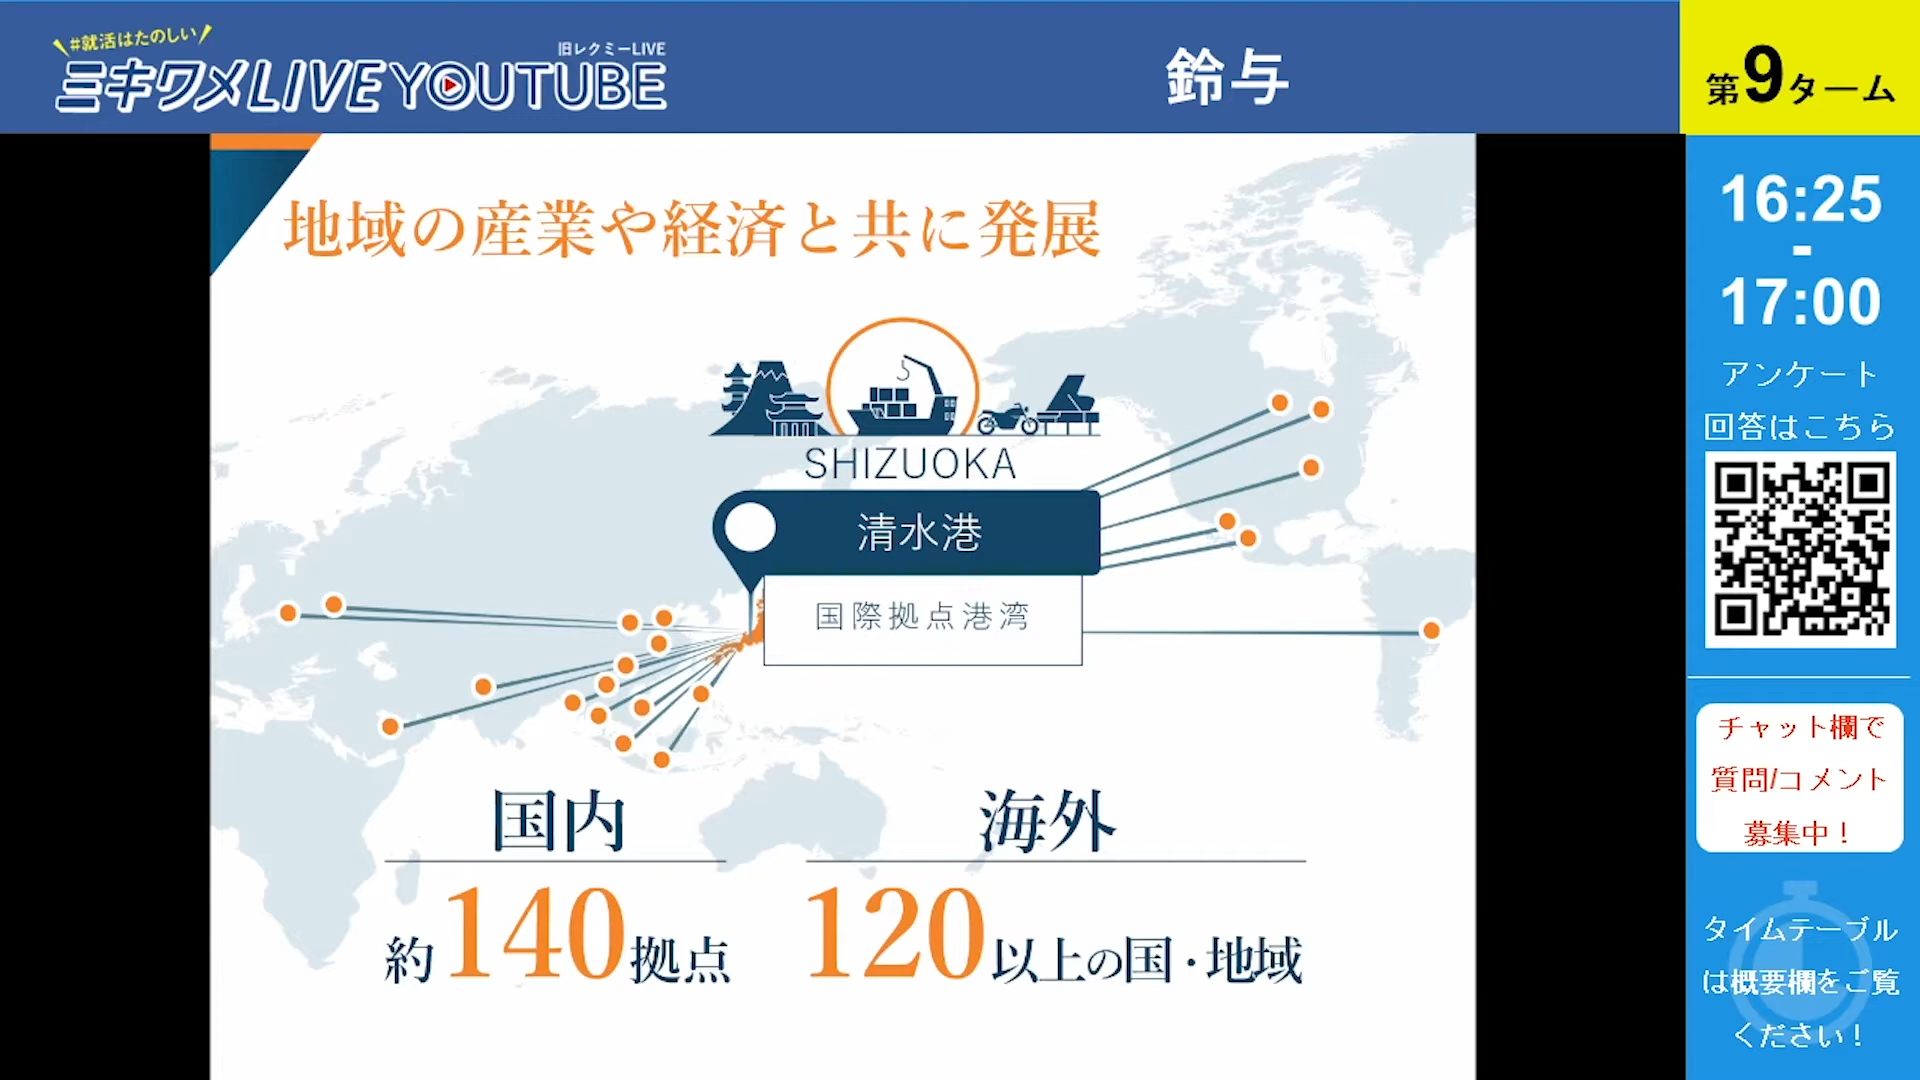 #就活はたのしい
旧レクミーLIVE
ミキワメLIVE YOUTUBE
鈴与
第9ターム
地域の産業や経済と共に発展
SHIZUOKA
清水港
国際拠点港湾
国内
約140拠点
海外
120以上の国・地域
16:25
-
17:00
アンケート
回答はこちら
チャット欄で
質問/コメント
募集中！
タイムテーブル
は概要欄をご覧
ください！